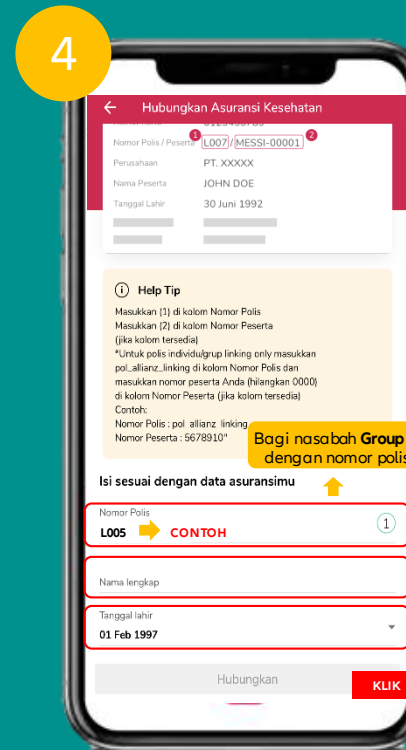 4
Hubungkan Asuransi Kesehatan
Nomor Polis / Peserta 1 L007 / MESSI-00001 2
Perusahaan PT. XXXXX
Nama Peserta JOHN DOE
Tanggal Lahir 30 Juni 1992
Help Tip
Masukkan (1) di kolom Nomor Polis
Masukkan (2) di kolom Nomor Peserta
(jika kolom tersedia)
*Untuk polis individu/grup linking only masukkan
pol_allianz_linking di kolom Nomor Polis dan
masukkan nomor peserta Anda (hilangkan 0000)
di kolom Nomor Peserta (jika kolom tersedia)
Contoh:
Nomor Polis : pol_allianz_linking
Nomor Peserta : 5678910"
Bagi nasabah Group
dengan nomor polis
Isi sesuai dengan data asuransimu
Nomor Polis
L005 CONTOH 1
Nama lengkap
Tanggal lahir
01 Feb 1997
Hubungkan
KLIK